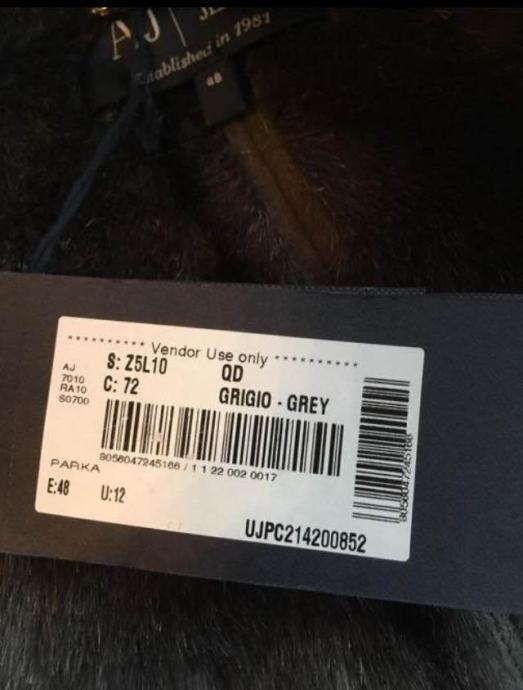 AJ
Established in 1981
48
********** Vendor Use only **********
AJ
7010
RA10
S0700
S: Z5L10 QD
C: 72 GRIGIO - GREY
8056047245166 / 1 1 22 002 0017
PARKA
E:48 U:12
UJPC214200852
8056047245166